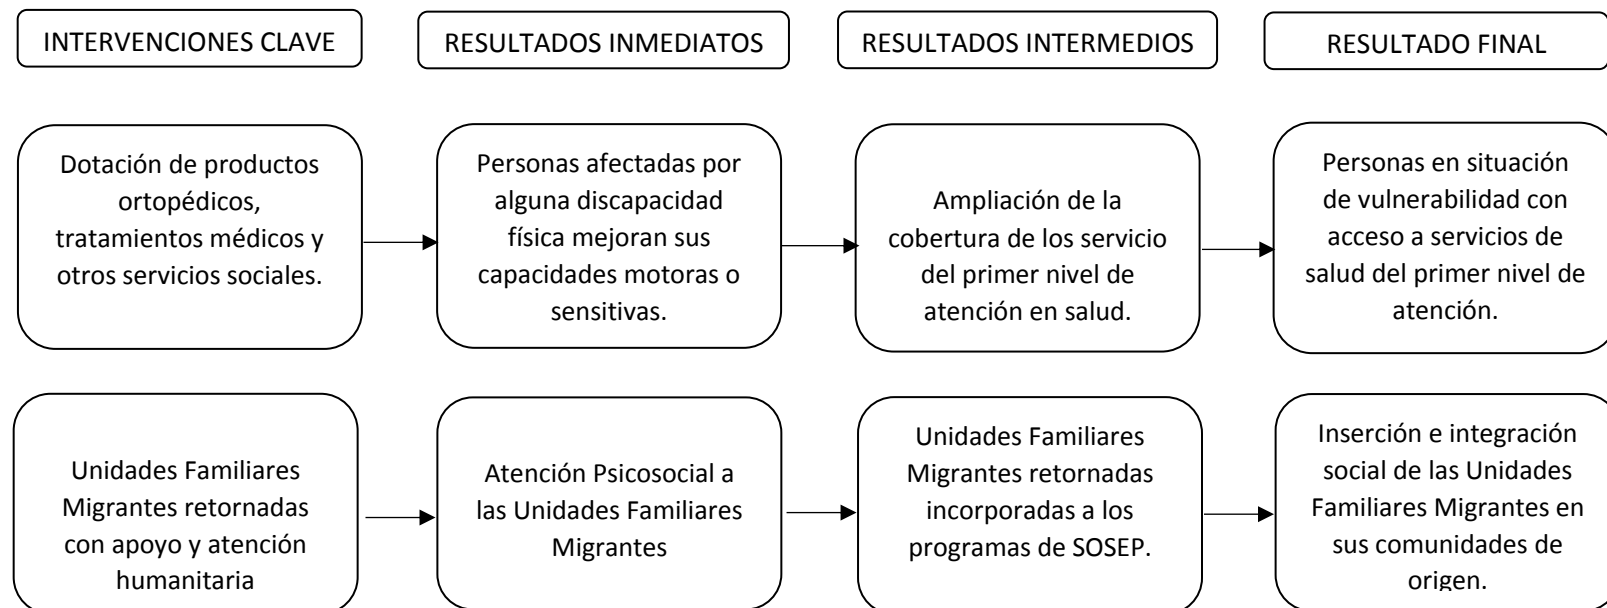 INTERVENCIONES CLAVE
RESULTADOS INMEDIATOS
RESULTADOS INTERMEDIOS
RESULTADO FINAL
Dotación de productos
ortopédicos,
tratamientos médicos y
otros servicios sociales.
Personas afectadas por
alguna discapacidad
física mejoran sus
capacidades motoras o
sensitivas.
Ampliación de la
cobertura de los servicio
del primer nivel de
atención en salud.
Personas en situación
de vulnerabilidad con
acceso a servicios de
salud del primer nivel de
atención.
Unidades Familiares
Migrantes retornadas
con apoyo y atención
humanitaria
Atención Psicosocial a
las Unidades Familiares
Migrantes
Unidades Familiares
Migrantes retornadas
incorporadas a los
programas de SOSEP.
Inserción e integración
social de las Unidades
Familiares Migrantes en
sus comunidades de
origen.